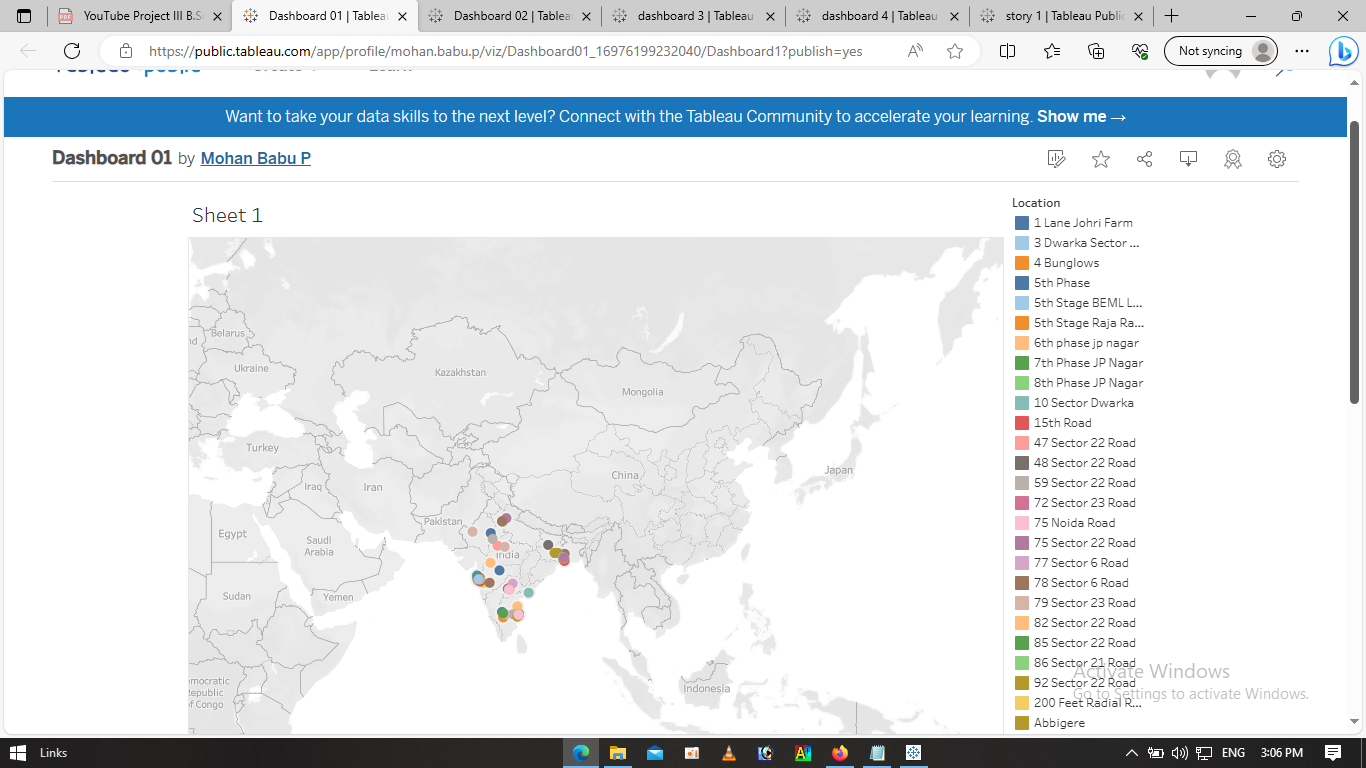 YouTube Project III B.S
Dashboard 01 | Tablea
Dashboard 02 | Tablea
dashboard 3 | Tableau
dashboard 4 | Tableau
story 1 | Tableau Public
https://public.tableau.com/app/profile/mohan.babu.p/viz/Dashboard01_16976199232040/Dashboard1?publish=yes
Not syncing
Want to take your data skills to the next level? Connect with the Tableau Community to accelerate your learning. Show me →
Dashboard 01 by Mohan Babu P
Sheet 1
Belarus
nd
Ukraine
Kazakhstan
Mongolia
Turkey
Iraq
Iran
China
Japan
Pakistan
Egypt
Saudi
Arabia
India
Sudan
Yemen
Indonesia
emocratic
Republic
of Congo
Location
1 Lane Johri Farm
3 Dwarka Sector ...
4 Bunglows
5th Phase
5th Stage BEML L...
5th Stage Raja Ra...
6th phase jp nagar
7th Phase JP Nagar
8th Phase JP Nagar
10 Sector Dwarka
15th Road
47 Sector 22 Road
48 Sector 22 Road
59 Sector 22 Road
72 Sector 23 Road
75 Noida Road
75 Sector 22 Road
77 Sector 6 Road
78 Sector 6 Road
79 Sector 23 Road
82 Sector 22 Road
85 Sector 22 Road
86 Sector 21 Road
92 Sector 22 Road
200 Feet Radial R...
Abbigere
Activate Windows
Go to Settings to activate Windows.
Links
ENG
3:06 PM